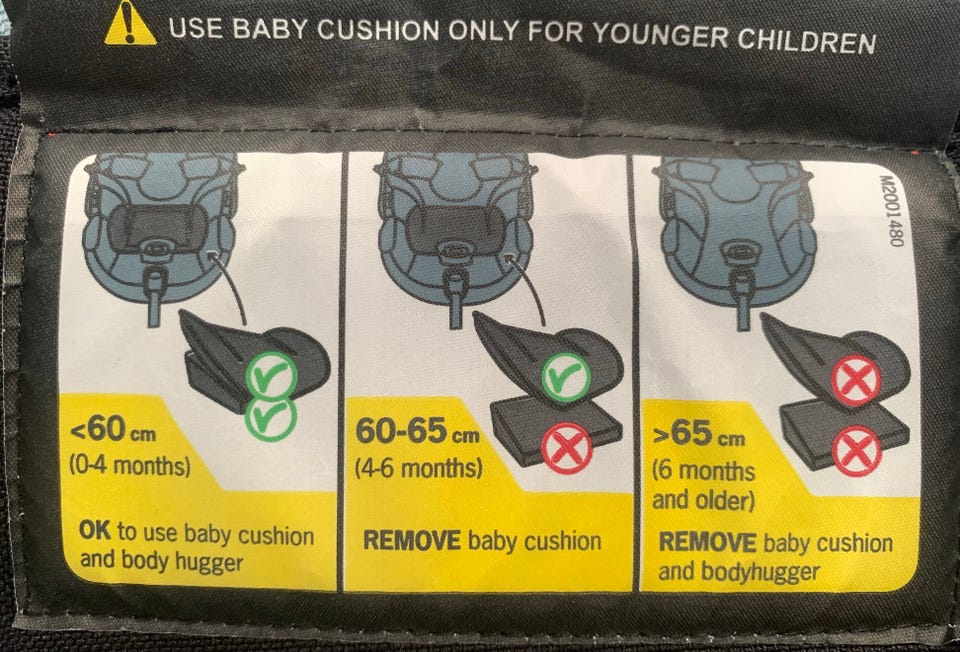 USE BABY CUSHION ONLY FOR YOUNGER CHILDREN
M2001480
<60 cm
(0-4 months)
OK to use baby cushion
and body hugger
60-65 cm
(4-6 months)
REMOVE baby cushion
>65 cm
(6 months
and older)
REMOVE baby cushion
and bodyhugger